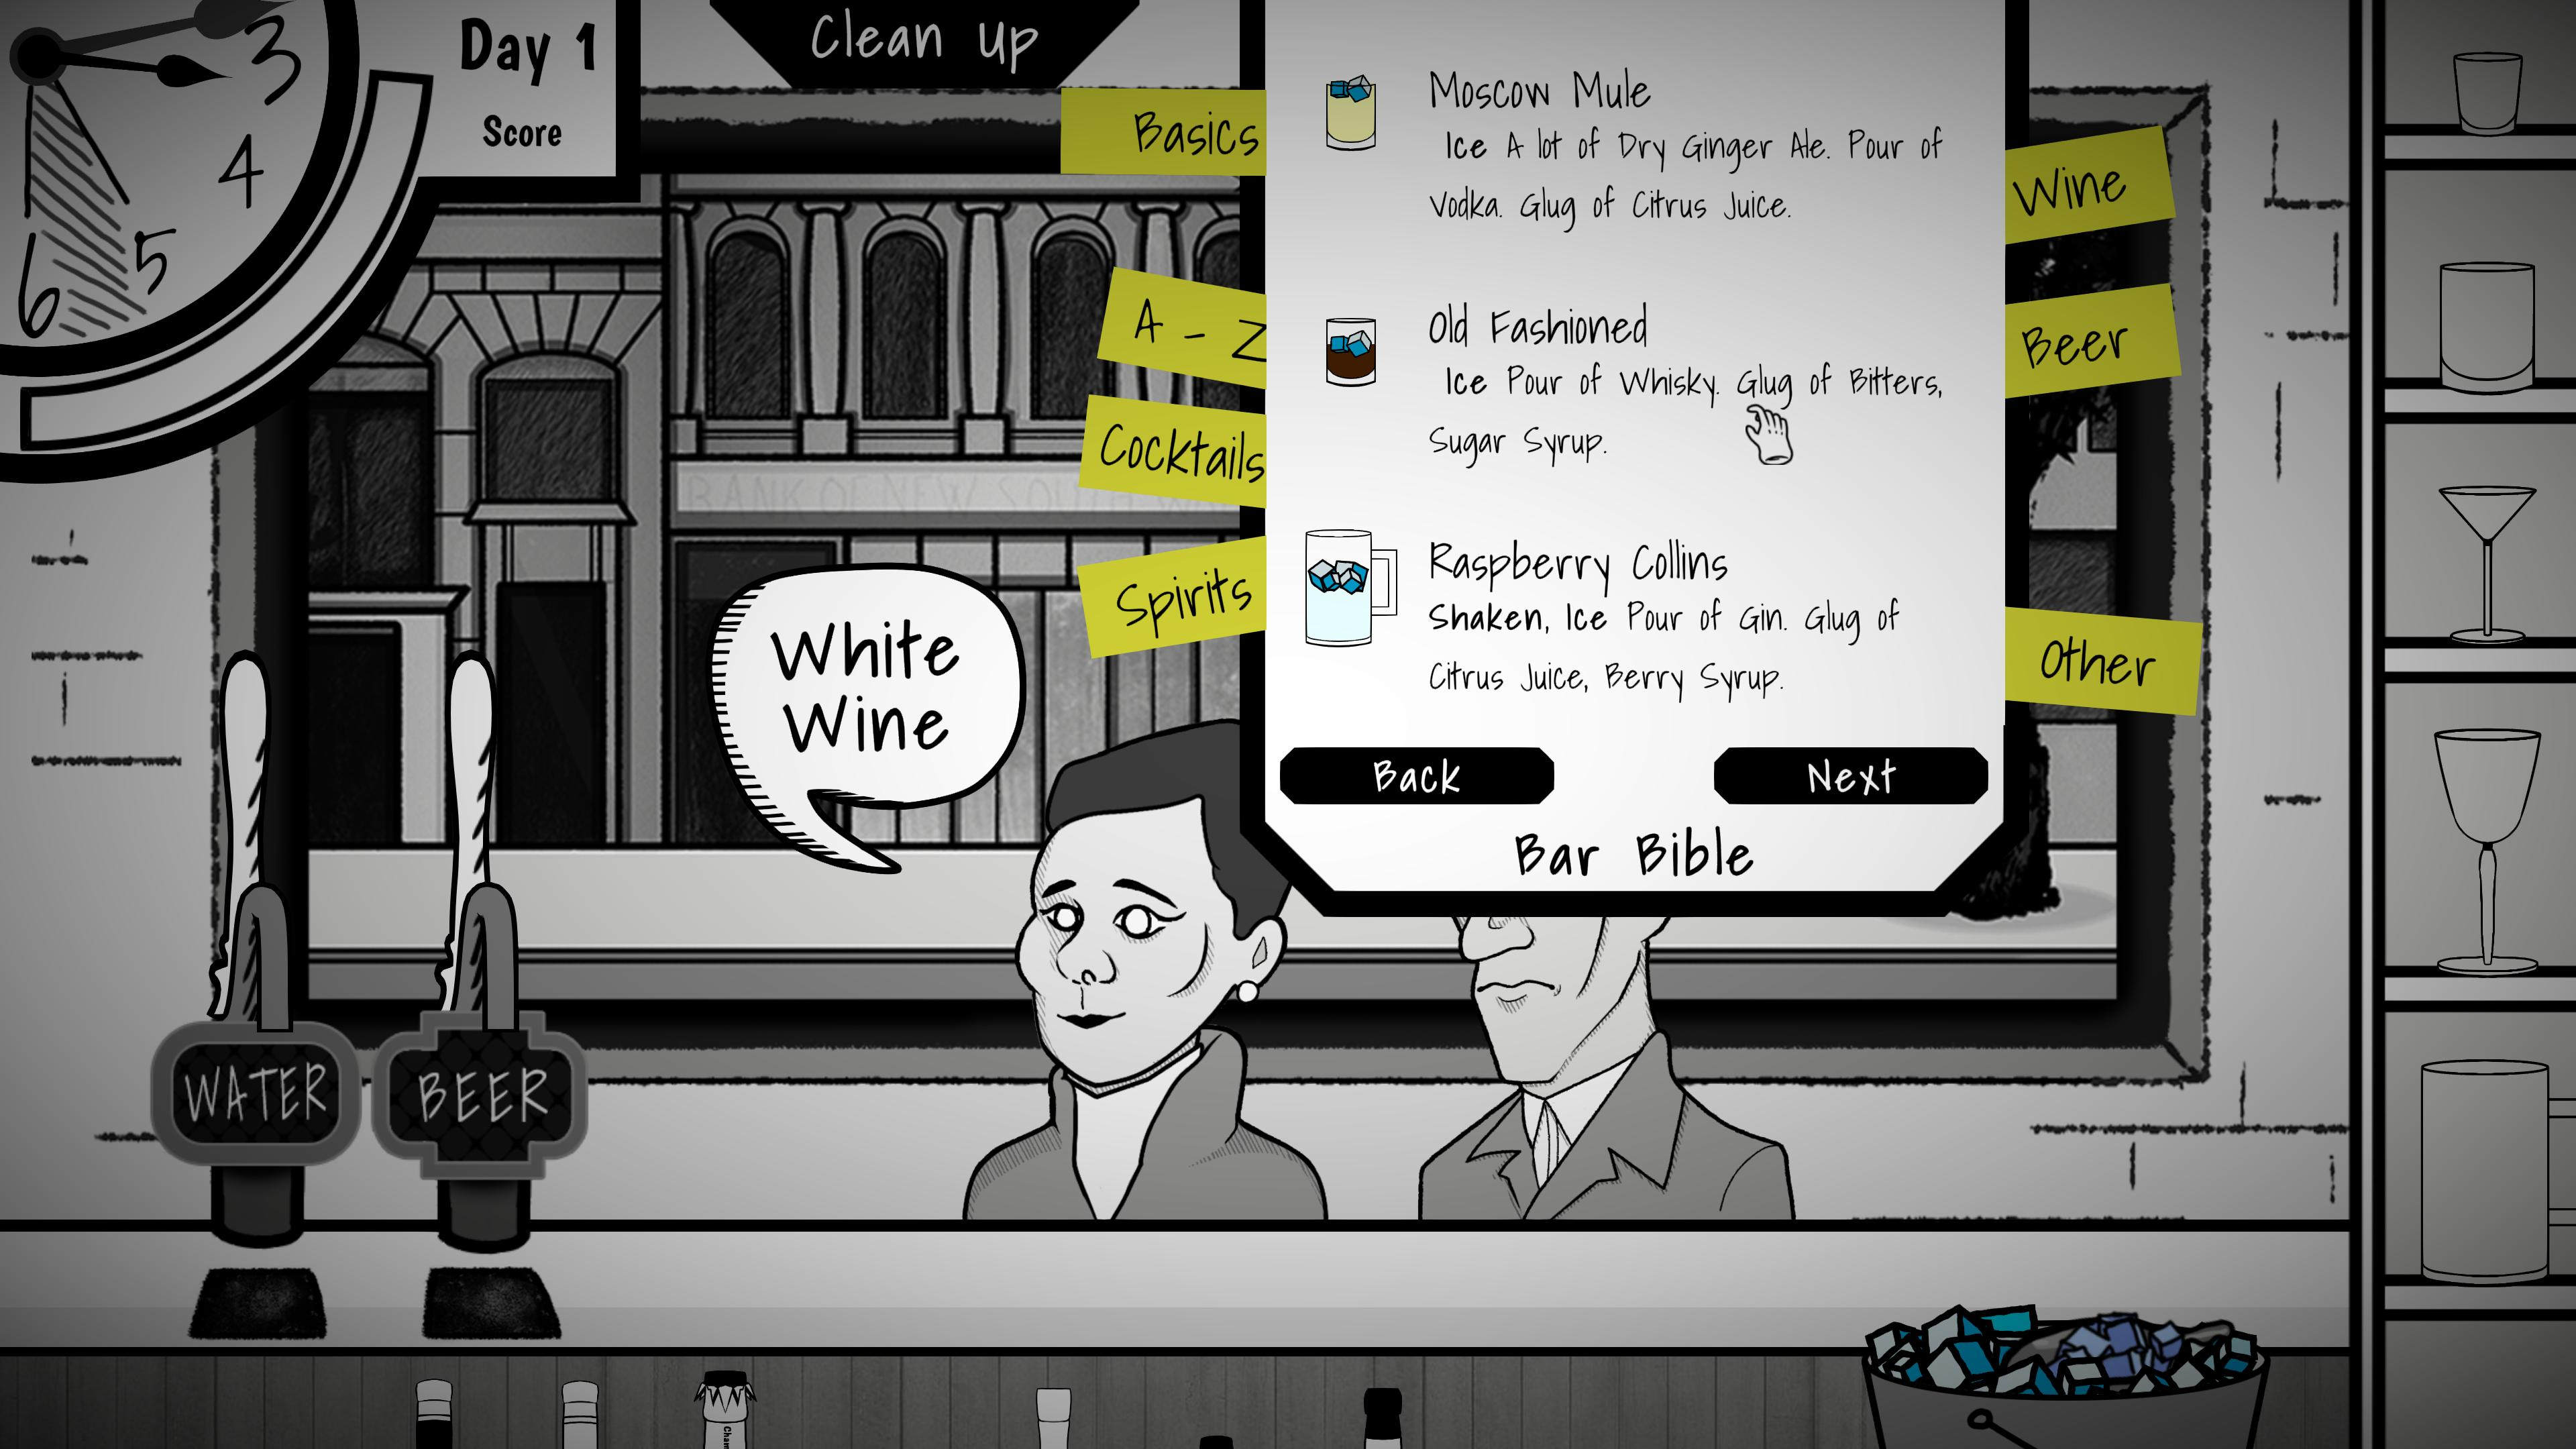 3
4
5
6
Day 1
Score
Clean up
Basics
A - Z
Cocktails
Spirits
Moscow Mule
Ice A lot of Dry Ginger Ale. Pour of
Vodka. Glug of Citrus Juice.
Old Fashioned
Ice Pour of Whisky. Glug of Bitters,
Sugar Syrup.
Raspberry Collins
Shaken, Ice Pour of Gin. Glug of
Citrus Juice, Berry Syrup.
Back
Next
Bar Bible
Wine
Beer
Other
BANK OF NEW SOUTH W
White
Wine
WATER
BEER
Cham